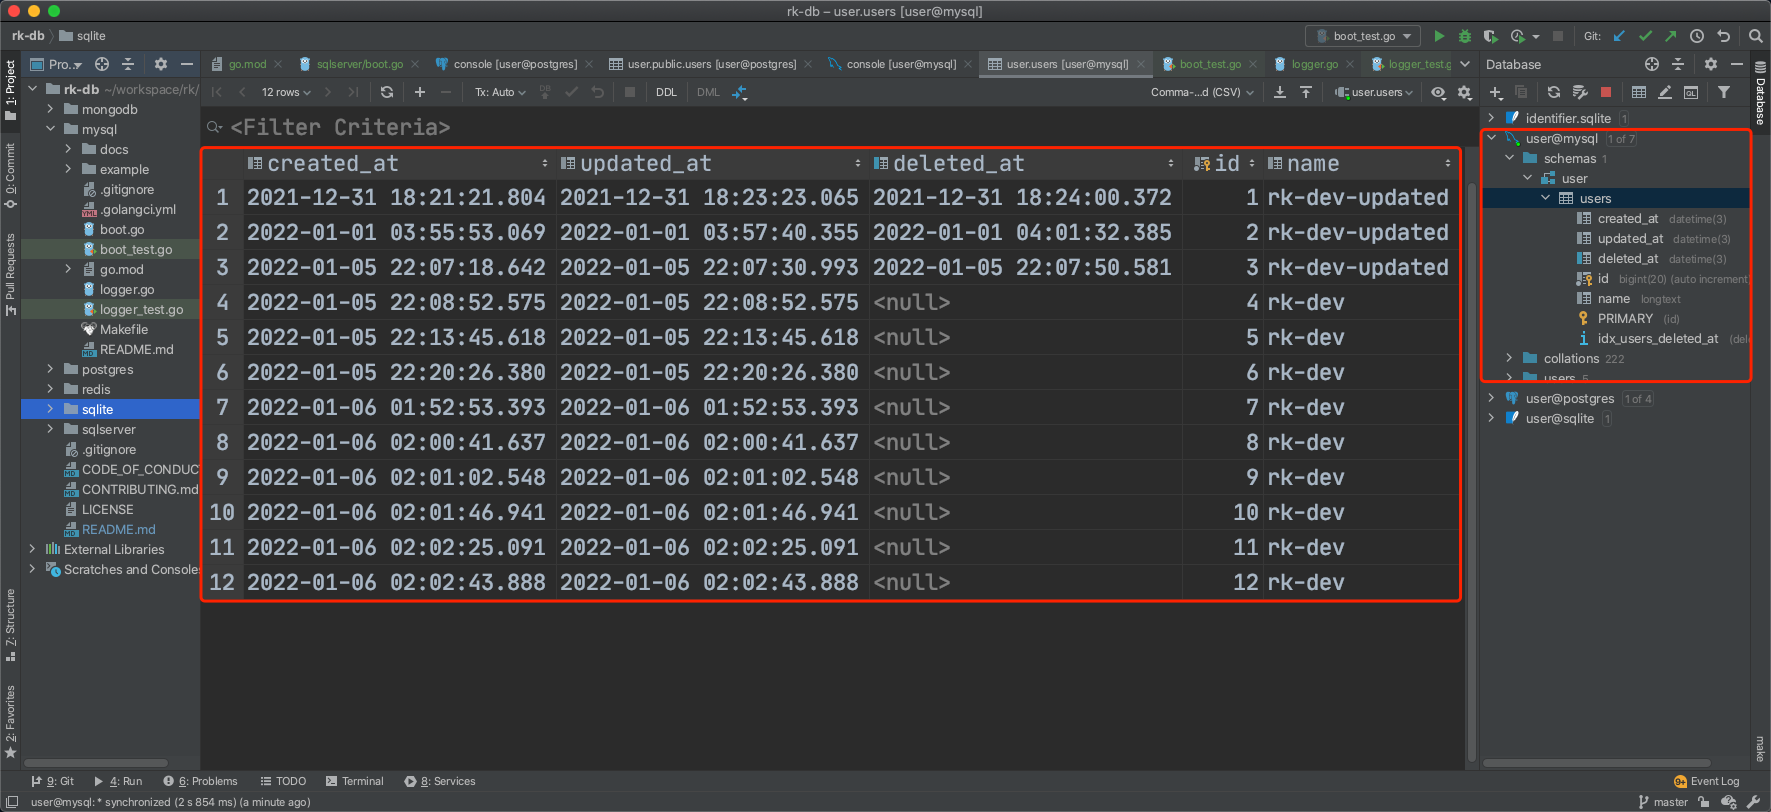 rk-db – user.users [user@mysql]
rk-db
sqlite
boot_test.go
Git:
Pro..
go.mod
sqlserver/boot.go
console [user@postgres]
user.public.users [user@postgres]
console [user@mysql]
user.users [user@mysql]
boot_test.go
logger.go
logger_test.g
Database
12 rows
Tx: Auto
DB
DDL
DML
Comma-...d (CSV)
user.users
QL
<Filter Criteria>
created_at updated_at deleted_at id name
1 2021-12-31 18:21:21.804 2021-12-31 18:23:23.065 2021-12-31 18:24:00.372 1 rk-dev-updated
2 2022-01-01 03:55:53.069 2022-01-01 03:57:40.355 2022-01-01 04:01:32.385 2 rk-dev-updated
3 2022-01-05 22:07:18.642 2022-01-05 22:07:30.993 2022-01-05 22:07:50.581 3 rk-dev-updated
4 2022-01-05 22:08:52.575 2022-01-05 22:08:52.575 <null> 4 rk-dev
5 2022-01-05 22:13:45.618 2022-01-05 22:13:45.618 <null> 5 rk-dev
6 2022-01-05 22:20:26.380 2022-01-05 22:20:26.380 <null> 6 rk-dev
7 2022-01-06 01:52:53.393 2022-01-06 01:52:53.393 <null> 7 rk-dev
8 2022-01-06 02:00:41.637 2022-01-06 02:00:41.637 <null> 8 rk-dev
9 2022-01-06 02:01:02.548 2022-01-06 02:01:02.548 <null> 9 rk-dev
10 2022-01-06 02:01:46.941 2022-01-06 02:01:46.941 <null> 10 rk-dev
11 2022-01-06 02:02:25.091 2022-01-06 02:02:25.091 <null> 11 rk-dev
12 2022-01-06 02:02:43.888 2022-01-06 02:02:43.888 <null> 12 rk-dev
1: Project
0: Commit
Pull Requests
7: Structure
2: Favorites
rk-db ~/workspace/rk/
mongodb
mysql
docs
example
.gitignore
.golangci.yml
boot.go
boot_test.go
go.mod
logger.go
logger_test.go
Makefile
README.md
postgres
redis
sqlite
sqlserver
.gitignore
CODE_OF_CONDUC
CONTRIBUTING.md
LICENSE
README.md
External Libraries
Scratches and Console
identifier.sqlite 1
user@mysql 1 of 7
schemas 1
user
users
created_at datetime(3)
updated_at datetime(3)
deleted_at datetime(3)
id bigint(20) (auto increment)
name longtext
PRIMARY (id)
idx_users_deleted_at (del
collations 222
users 5
user@postgres 1 of 4
user@sqlite 1
Database
make
9: Git
4: Run
6: Problems
TODO
Terminal
8: Services
9+ Event Log
user@mysql: * synchronized (2 s 854 ms) (a minute ago)
master